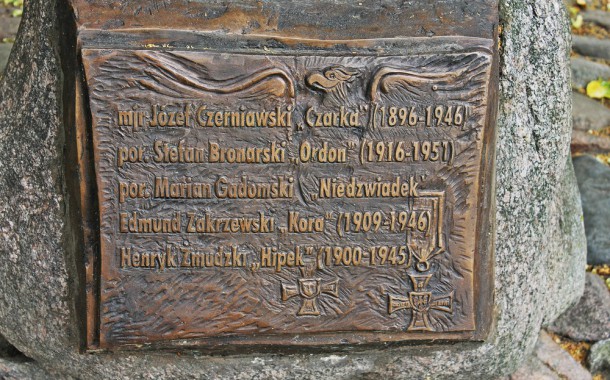 mjr Józef Czerniawski „Czarka" (1896-1946)
por. Stefan Bronarski „Ordon" (1916-1951)
por. Marian Gadomski „Niedzwiadek"
Edmund Zakrzewski „Kora" (1909-1946)
Henryk Żmudzki „Hipek" (1900-1945)